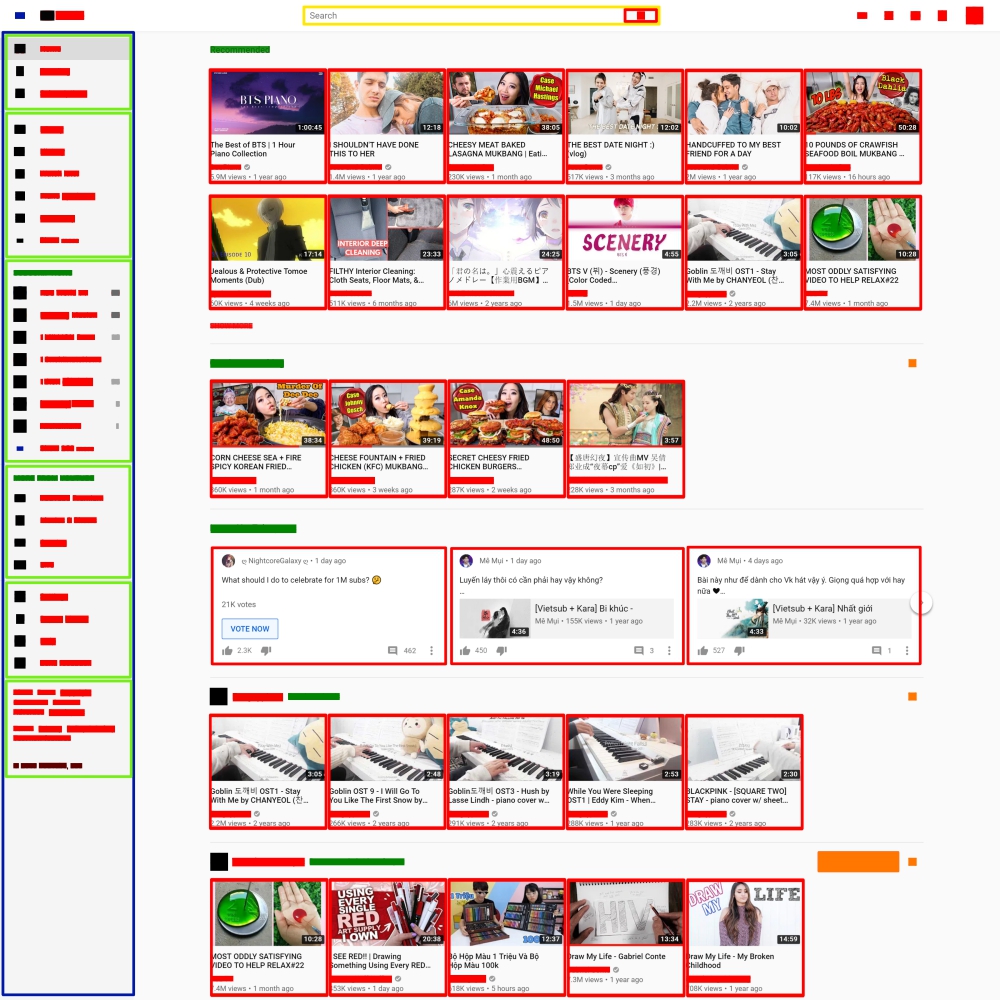 Search
Recommended
BTS PIANO
1:00:45
12:18
Case
Michael
Hastings
38:05
THE BEST DATE NIGHT :)
12:02
10:02
10 LBS
Black
Dahlia
50:28
The Best of BTS | 1 Hour
Piano Collection
I SHOULDN'T HAVE DONE
THIS TO HER
CHEESY MEAT BAKED
LASAGNA MUKBANG | Eati...
THE BEST DATE NIGHT :)
(vlog)
HANDCUFFED TO MY BEST
FRIEND FOR A DAY
10 POUNDS OF CRAWFISH
SEAFOOD BOIL MUKBANG ...
5.9M views • 1 year ago
1.4M views • 1 year ago
230K views • 1 month ago
517K views • 3 months ago
2M views • 1 year ago
117K views • 16 hours ago
17:14
INTERIOR DEEP
CLEANING
23:33
24:25
SCENERY
4:55
3:05
10:28
Jealous & Protective Tomoe
Moments (Dub)
FILTHY Interior Cleaning:
Cloth Seats, Floor Mats, &...
「君の名は。」心震えるピア
ノメドレー【作業用BGM】...
BTS V (뷔) - Scenery (풍경)
(Color Coded...
Goblin 도깨비 OST1 - Stay
With Me by CHANYEOL (찬...
MOST ODDLY SATISFYING
VIDEO TO HELP RELAX#22
60K views • 4 weeks ago
511K views • 6 months ago
5M views • 2 years ago
1.5M views • 1 day ago
2.2M views • 2 years ago
7.4M views • 1 month ago
Murder Of
Dee Dee
38:34
Case
Johnny
Gosch
39:19
Case
Amanda
Knox
48:50
3:57
CORN CHEESE SEA + FIRE
SPICY KOREAN FRIED...
CHEESE FOUNTAIN + FRIED
CHICKEN (KFC) MUKBANG...
SECRET CHEESY FRIED
CHICKEN BURGERS...
【盛唐幻夜】宣传曲MV 吴倩
郑业成"夜慕cp"爱《如初》|...
360K views • 1 month ago
360K views • 3 weeks ago
287K views • 2 weeks ago
228K views • 3 months ago
ღ NightcoreGalaxy ღ • 1 day ago
What should I do to celebrate for 1M subs? 🤔
21K votes
VOTE NOW
2.3K
462
Mê Mụi • 1 day ago
Luyến láy thôi có cần phải hay vậy không?
...
[Vietsub + Kara] Bi khúc -
Mê Mụi • 155K views • 1 year ago
4:36
450
3
Mê Mụi • 4 days ago
Bài này như để dành cho Vk hát vậy ý. Giọng quá hợp với hay
nữa ❤...
[Vietsub + Kara] Nhất giới
Mê Mụi • 32K views • 1 year ago
4:33
527
1
3:05
2:48
3:19
2:53
2:30
Goblin 도깨비 OST1 - Stay
With Me by CHANYEOL (찬...
Goblin OST 9 - I Will Go To
You Like The First Snow by...
Goblin도깨비 OST3 - Hush by
Lasse Lindh - piano cover w...
While You Were Sleeping
OST1 | Eddy Kim - When...
BLACKPINK - [SQUARE TWO]
STAY - piano cover w/ sheet...
2.2M views • 2 years ago
266K views • 2 years ago
291K views • 2 years ago
288K views • 1 year ago
283K views • 2 years ago
10:28
USING
EVERY
SINGLE
RED
ART SUPPLY
I OWN
20:38
1 Triệu
100k
12:37
HIV
13:34
DRAW
MY
LIFE
14:59
MOST ODDLY SATISFYING
VIDEO TO HELP RELAX#22
I SEE RED!! | Drawing
Something Using Every RED...
Bộ Hộp Màu 1 Triệu Và Bộ
Hộp Màu 100k
Draw My Life - Gabriel Conte
Draw My Life - My Broken
Childhood
7.4M views • 1 month ago
53K views • 1 day ago
618K views • 5 hours ago
2.3M views • 1 year ago
208K views • 1 year ago